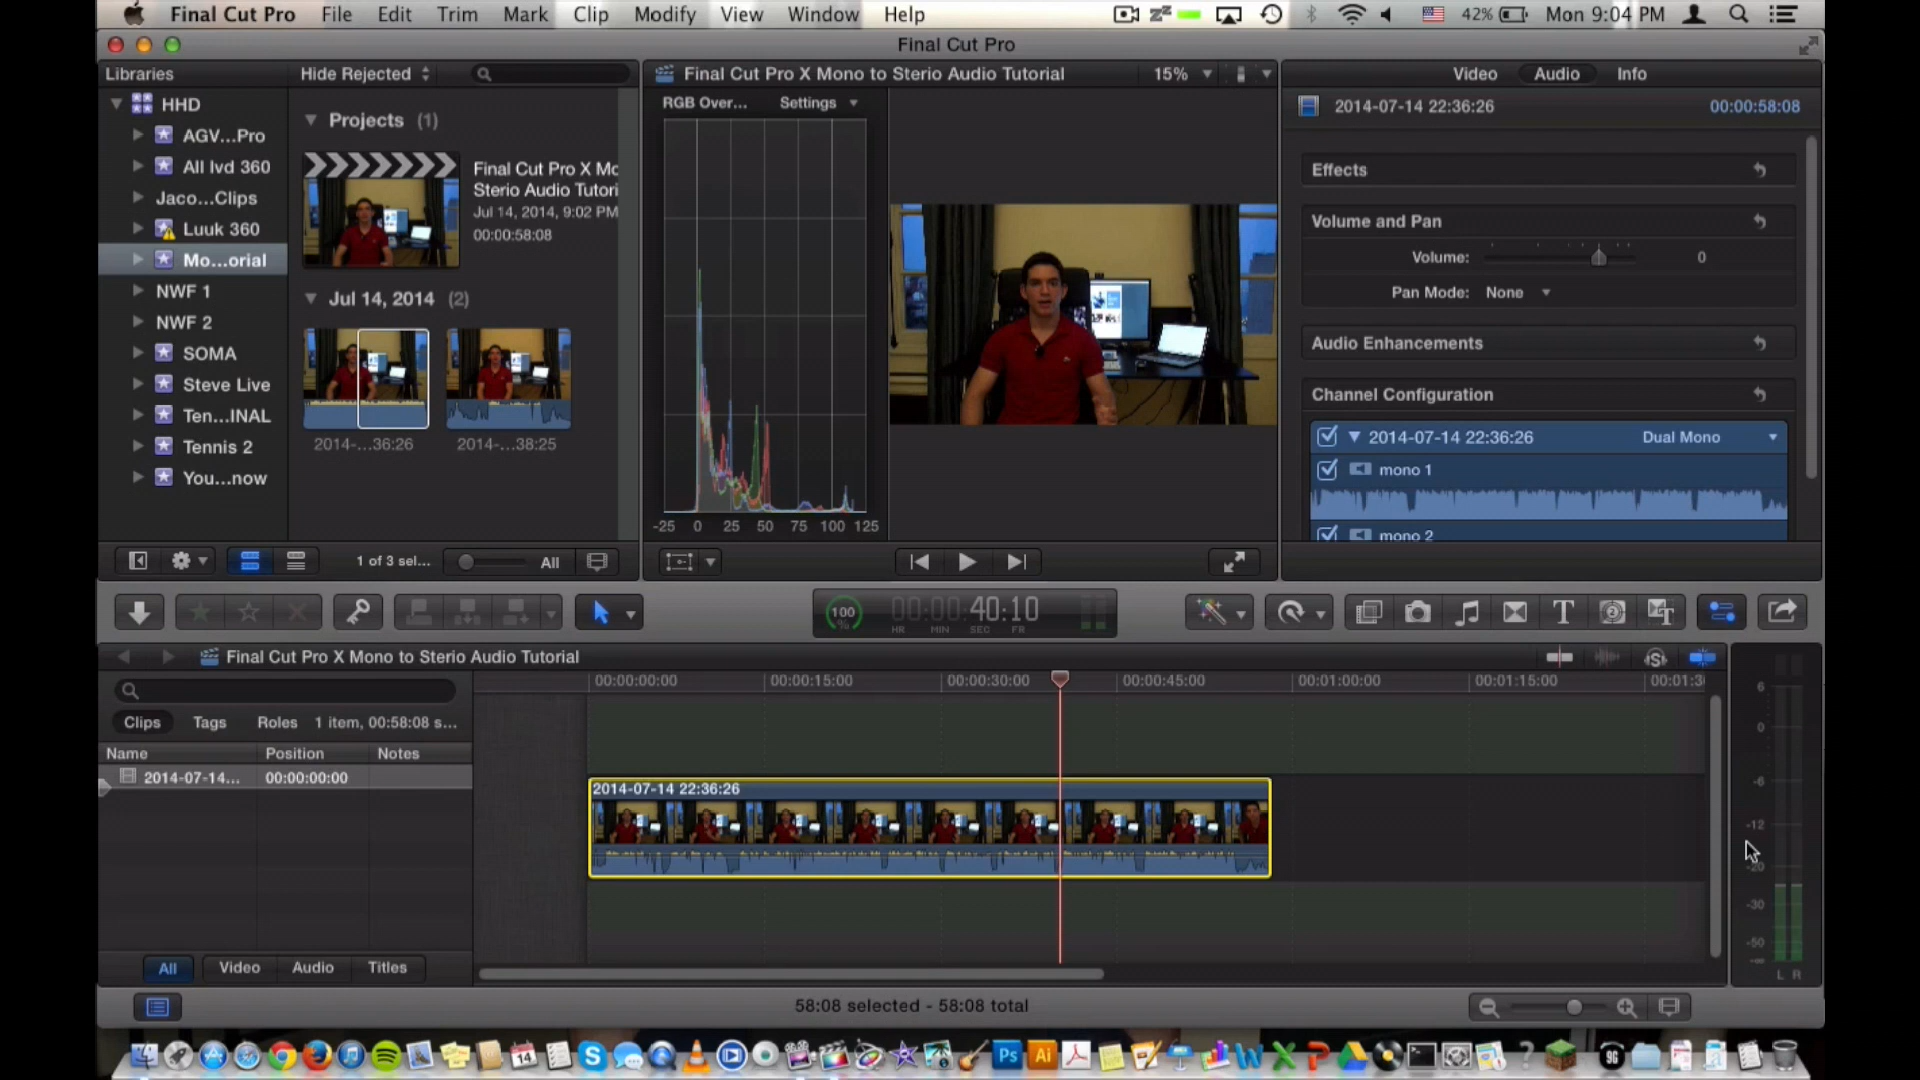 Final Cut Pro File Edit Trim Mark Clip Modify View Window Help 42% Mon 9:04 PM
Final Cut Pro
Libraries
Hide Rejected
Final Cut Pro X Mono to Sterio Audio Tutorial
15%
Video Audio Info
HHD
AGV...Pro
All lvd 360
Jaco...Clips
Luuk 360
Mo...orial
NWF 1
NWF 2
SOMA
Steve Live
Ten...INAL
Tennis 2
You...now
Projects (1)
Final Cut Pro X Mo
Sterio Audio Tutori
Jul 14, 2014, 9:02 PM
00:00:58:08
Jul 14, 2014 (2)
2014-...36:26
2014-...38:25
RGB Over... Settings
-25 0 25 50 75 100 125
2014-07-14 22:36:26 00:00:58:08
Effects
Volume and Pan
Volume: 0
Pan Mode: None
Audio Enhancements
Channel Configuration
2014-07-14 22:36:26 Dual Mono
mono 1
mono 2
1 of 3 sel... All
100 %
00:00:40:10
HR MIN SEC FR
Final Cut Pro X Mono to Sterio Audio Tutorial
Clips Tags Roles 1 item, 00:58:08 s...
Name Position Notes
2014-07-14... 00:00:00:00
00:00:00:00 00:00:15:00 00:00:30:00 00:00:45:00 00:01:00:00 00:01:15:00 00:01:3
2014-07-14 22:36:26
6
0
-6
-12
-20
-30
-50
-∞
L R
All Video Audio Titles
58:08 selected - 58:08 total
14
Ps
Ai